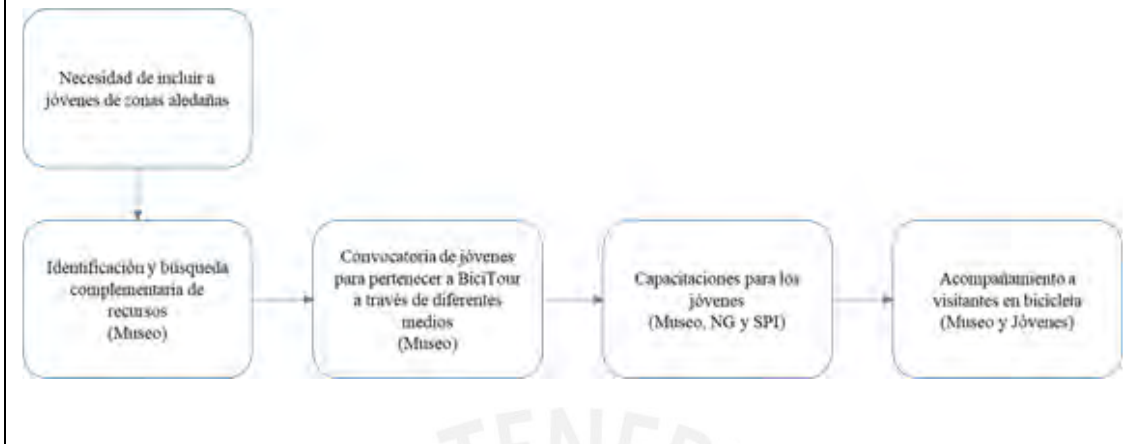 Necesidad de incluir a
jóvenes de zonas aledañas
Identificación y búsqueda
complementaria de
recursos
(Museo)
Convocatoria de jóvenes
para pertenecer a BiciTour
a través de diferentes
medios
(Museo)
Capacitaciones para los
jóvenes
(Museo, NG y SPI)
Acompañamiento a
visitantes en bicicleta
(Museo y Jóvenes)
TENEB